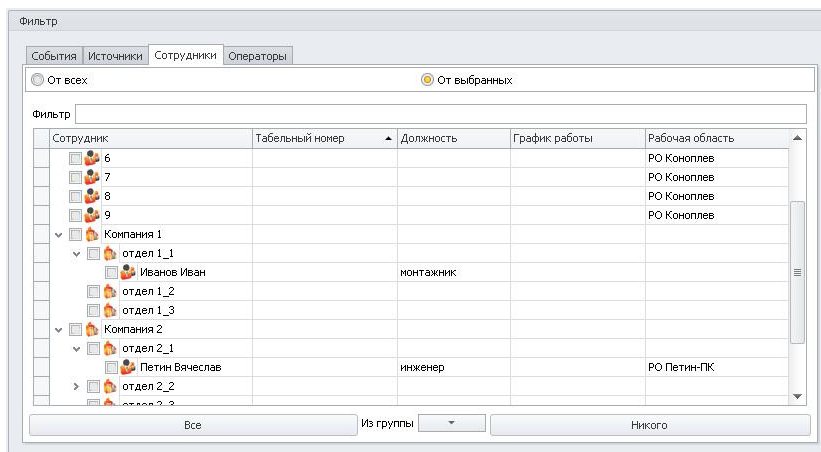 Фильтр
События Источники Сотрудники Операторы
От всех От выбранных
Фильтр
Сотрудник Табельный номер Должность График работы Рабочая область
6 РО Коноплев
7 РО Коноплев
8 РО Коноплев
9 РО Коноплев
Компания 1
отдел 1_1
Иванов Иван монтажник
отдел 1_2
отдел 1_3
Компания 2
отдел 2_1
Петин Вячеслав инженер РО Петин-ПК
отдел 2_2
отдел 2_3
Все Из группы Никого